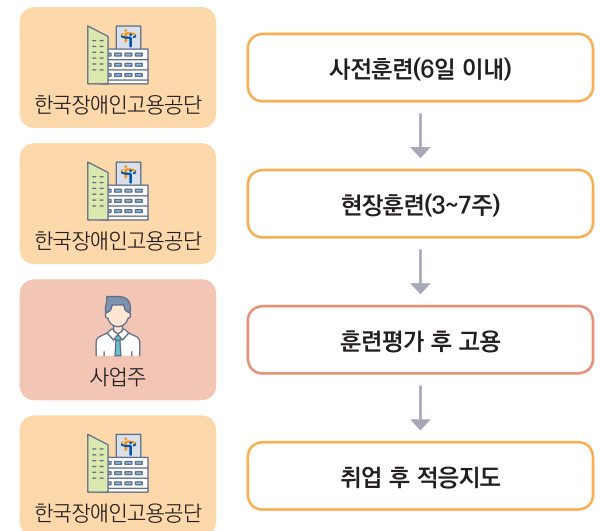 한국장애인고용공단
사전훈련(6일 이내)
한국장애인고용공단
현장훈련(3~7주)
사업주
훈련평가 후 고용
한국장애인고용공단
취업 후 적응지도